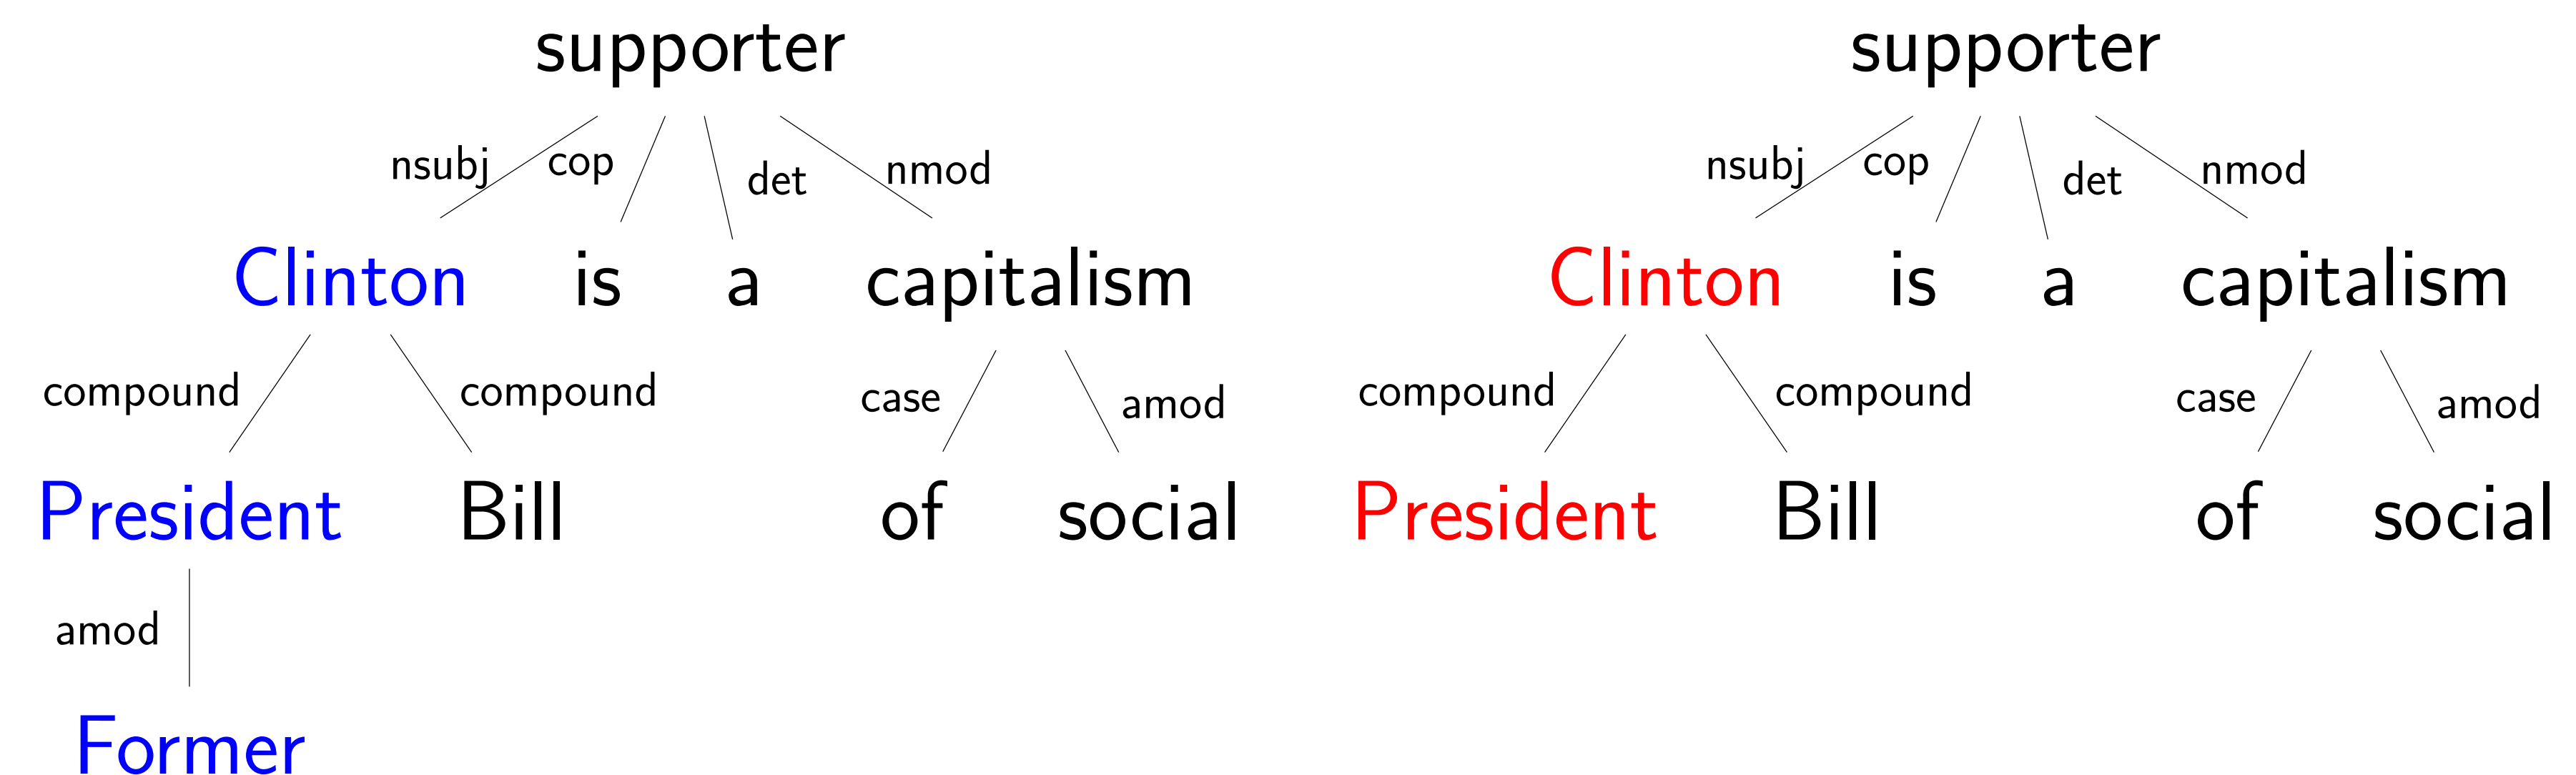 supporter supporter
nsubj cop det nmod nsubj cop det nmod
Clinton is a capitalism Clinton is a capitalism
compound compound case amod compound compound case amod
President Bill of social President Bill of social
amod
Former